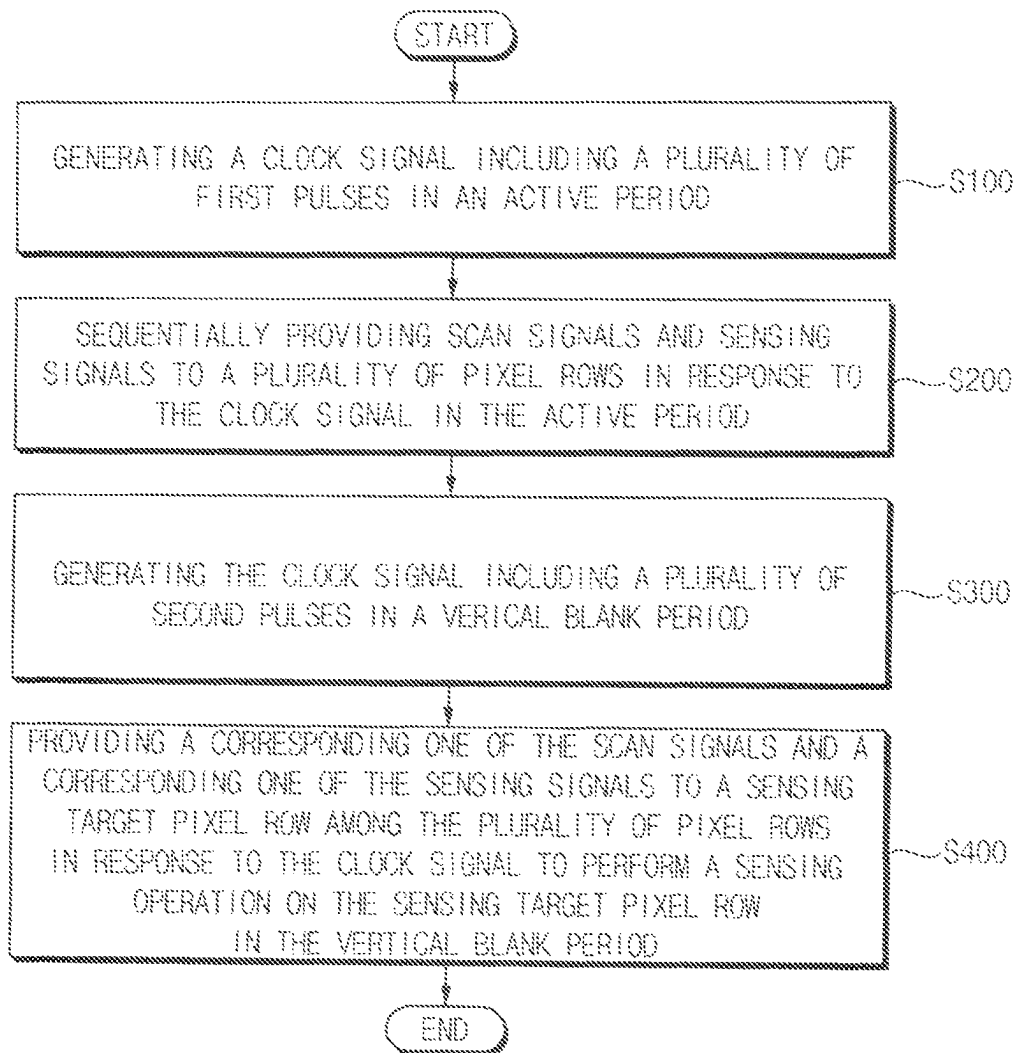 START
GENERATING A CLOCK SIGNAL INCLUDING A PLURALITY OF
FIRST PULSES IN AN ACTIVE PERIOD
S100
SEQUENTIALLY PROVIDING SCAN SIGNALS AND SENSING
SIGNALS TO A PLURALITY OF PIXEL ROWS IN RESPONSE TO
THE CLOCK SIGNAL IN THE ACTIVE PERIOD
S200
GENERATING THE CLOCK SIGNAL INCLUDING A PLURALITY OF
SECOND PULSES IN A VERICAL BLANK PERIOD
S300
PROVIDING A CORRESPONDING ONE OF THE SCAN SIGNALS AND A
CORRESPONDING ONE OF THE SENSING SIGNALS TO A SENSING
TARGET PIXEL ROW AMONG THE PLURALITY OF PIXEL ROWS
IN RESPONSE TO THE CLOCK SIGNAL TO PERFORM A SENSING
OPERATION ON THE SENSING TARGET PIXEL ROW
IN THE VERTICAL BLANK PERIOD
S400
END